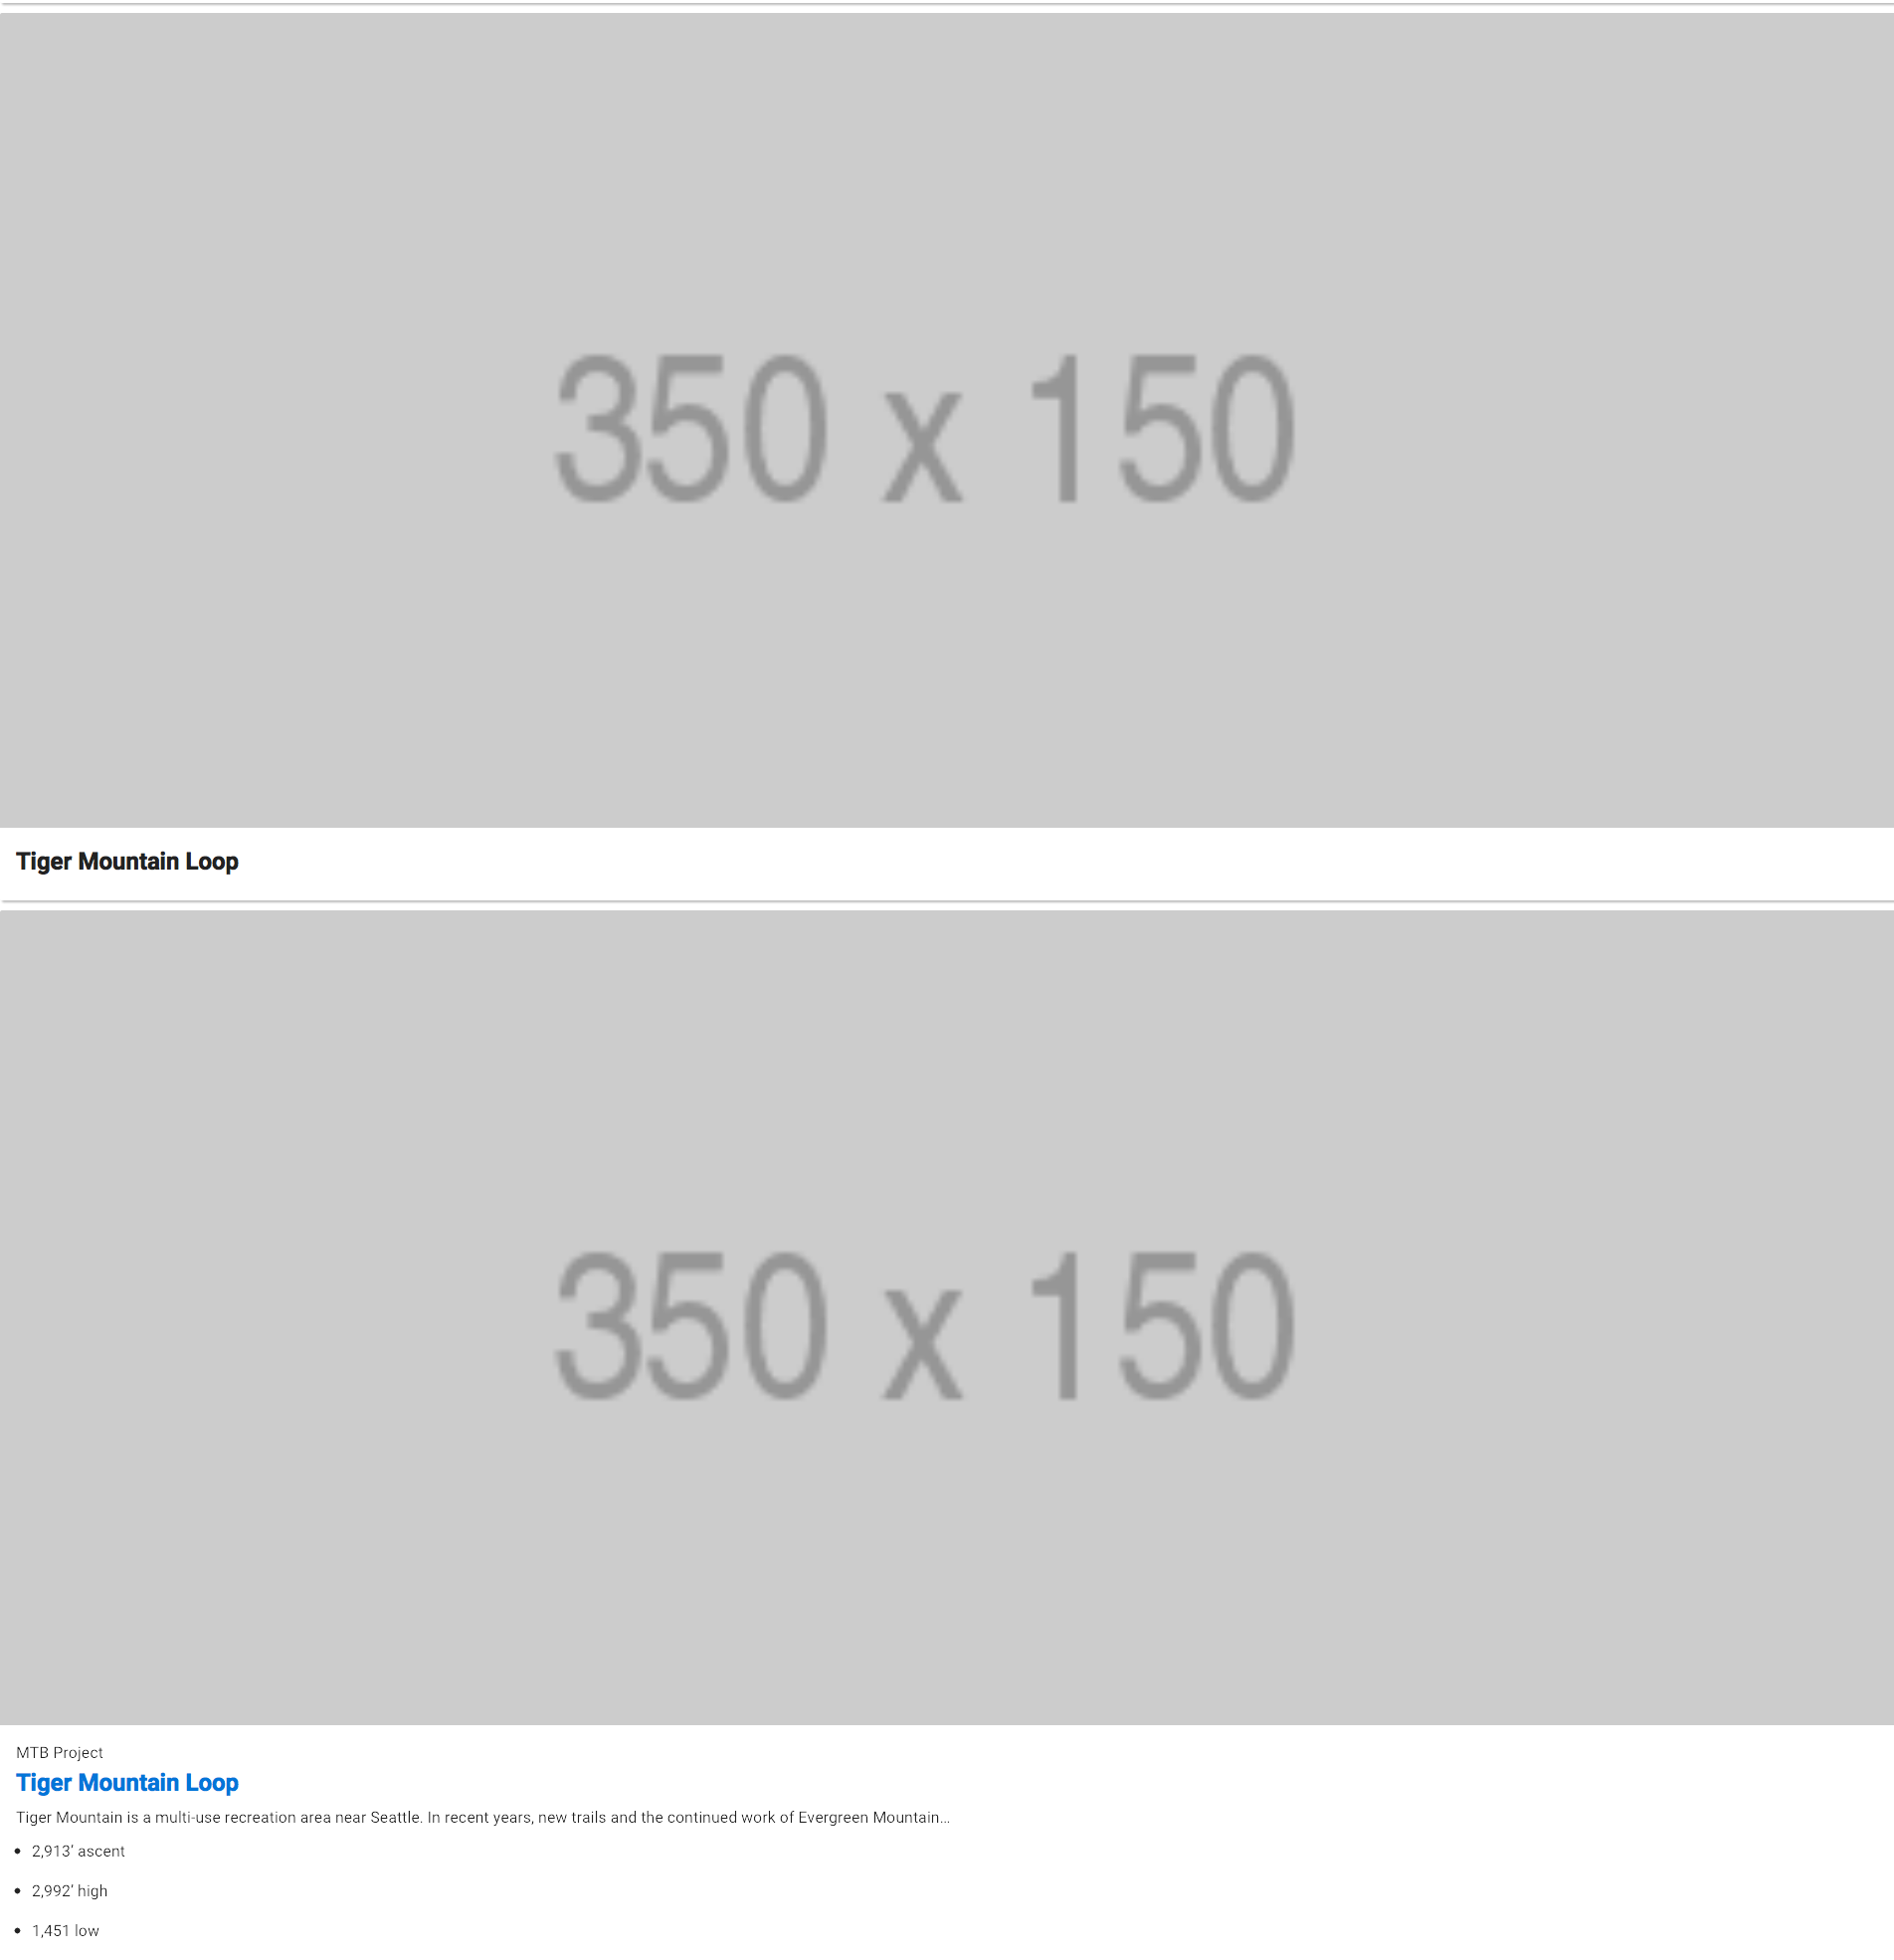 350 x 150
Tiger Mountain Loop
350 x 150
MTB Project
Tiger Mountain Loop
Tiger Mountain is a multi-use recreation area near Seattle. In recent years, new trails and the continued work of Evergreen Mountain...
• 2,913' ascent
• 2,992' high
• 1,451 low